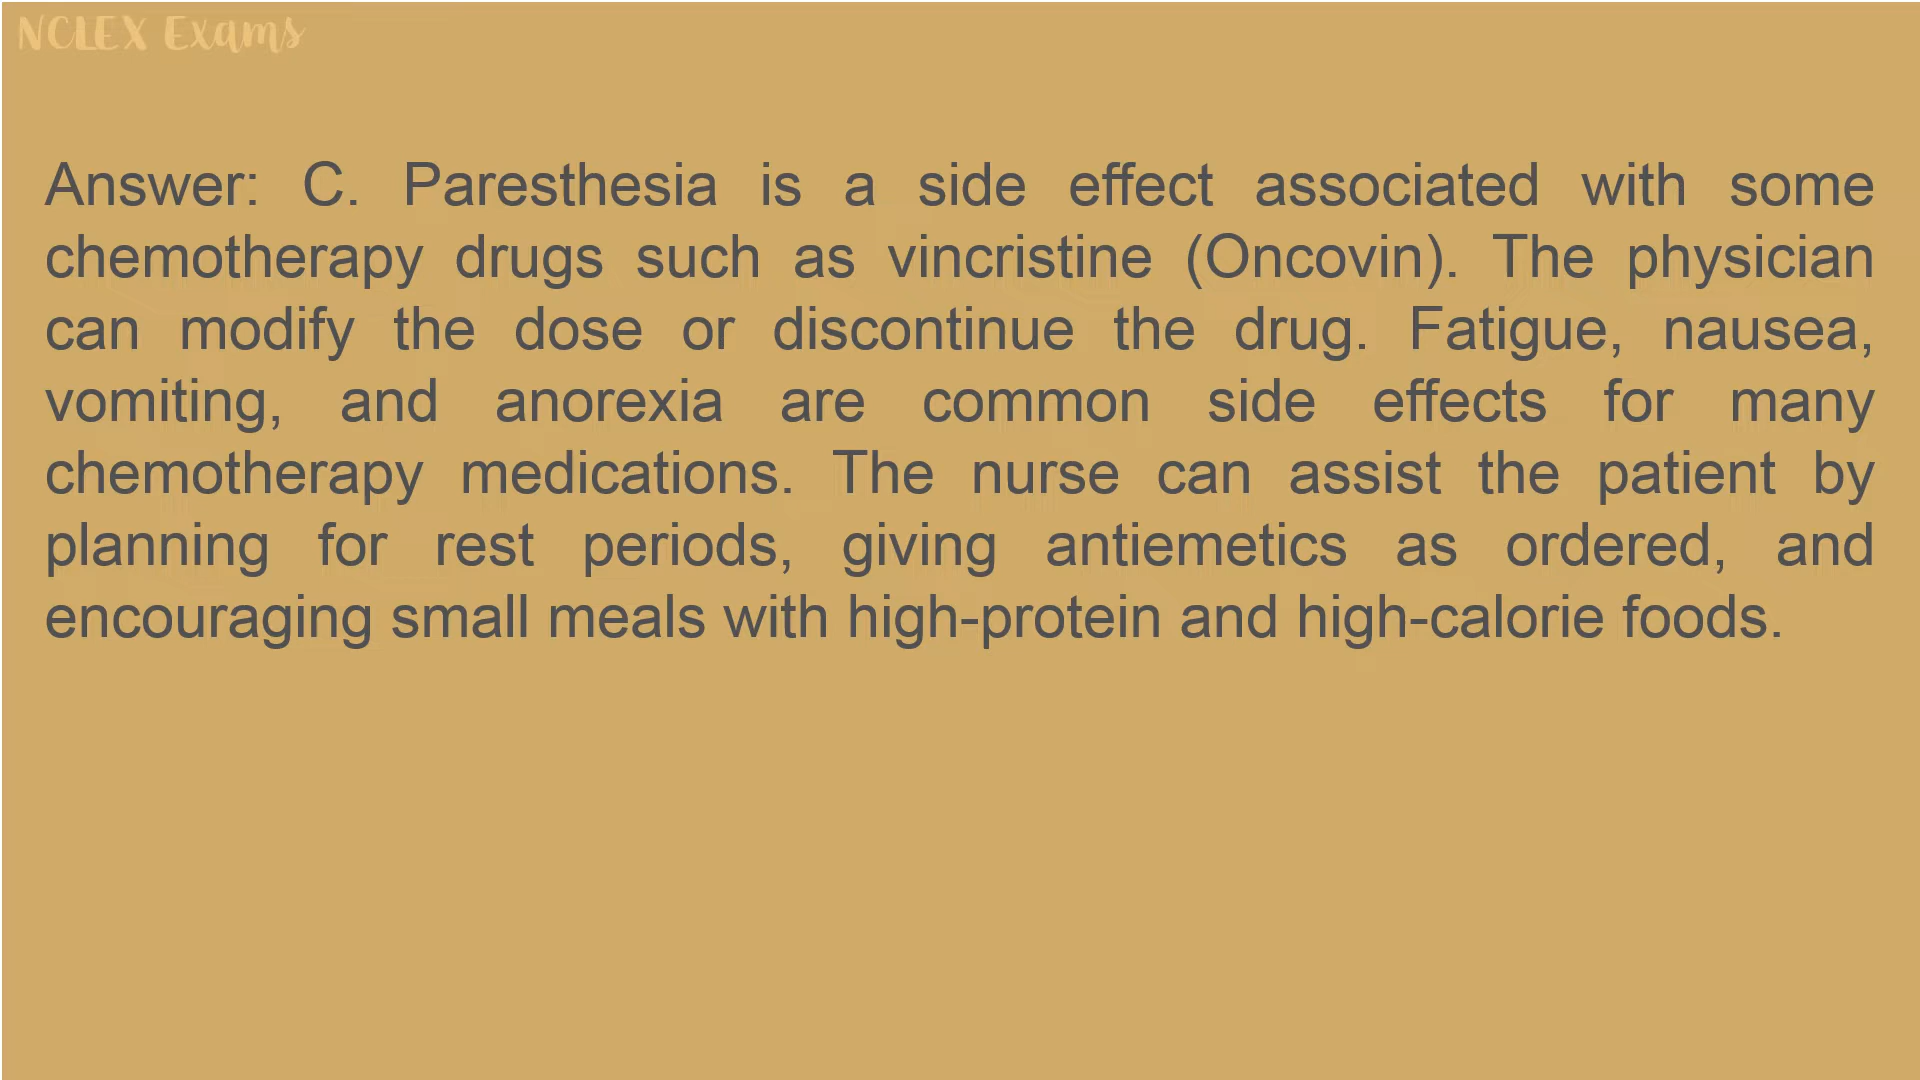 NCLEX Exams
Answer: C. Paresthesia is a side effect associated with some
chemotherapy drugs such as vincristine (Oncovin). The physician
can modify the dose or discontinue the drug. Fatigue, nausea,
vomiting, and anorexia are common side effects for many
chemotherapy medications. The nurse can assist the patient by
planning for rest periods, giving antiemetics as ordered, and
encouraging small meals with high-protein and high-calorie foods.